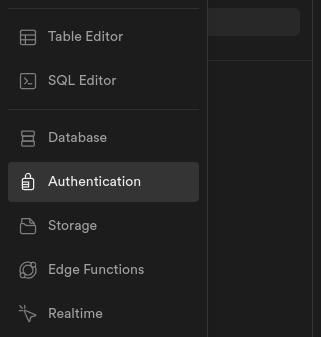 Table Editor
SQL Editor
Database
Authentication
Storage
Edge Functions
Realtime